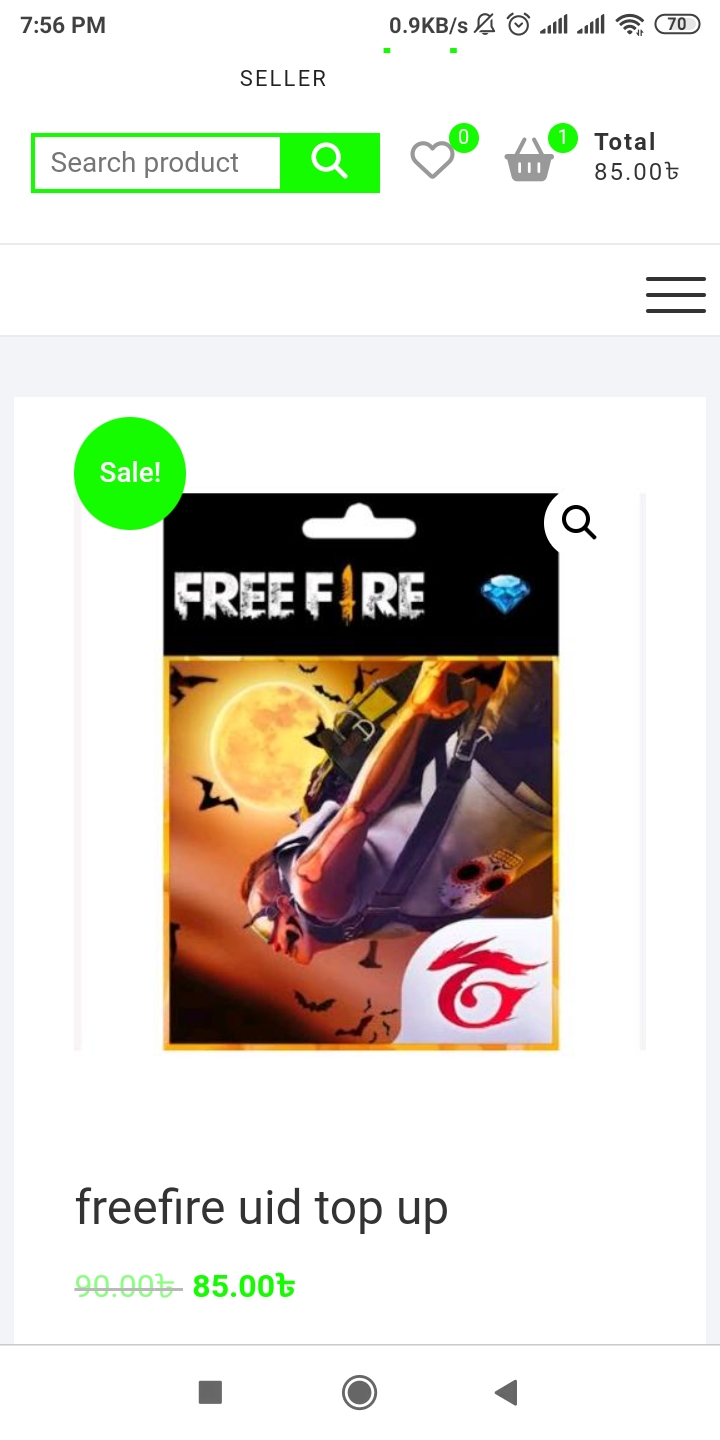 7:56 PM 0.9KB/s 70
SELLER
Search product
0
1
Total
85.00৳
Sale!
FREE FIRE
freefire uid top up
90.00৳ 85.00৳